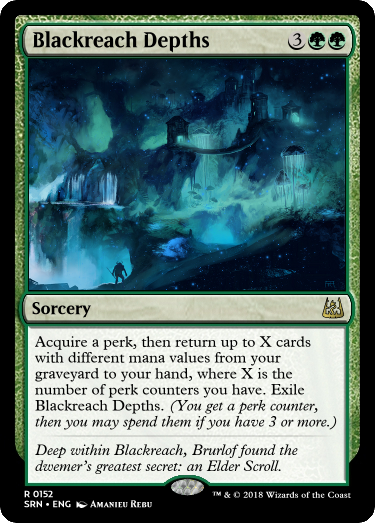 Blackreach Depths 3
Sorcery
Acquire a perk, then return up to X cards
with different mana values from your
graveyard to your hand, where X is the
number of perk counters you have. Exile
Blackreach Depths. (You get a perk counter,
then you may spend them if you have 3 or more.)
Deep within Blackreach, Brurlof found the
dwemer's greatest secret: an Elder Scroll.
R 0152
SRN • ENG Amanieu Rebu
™ & © 2018 Wizards of the Coast